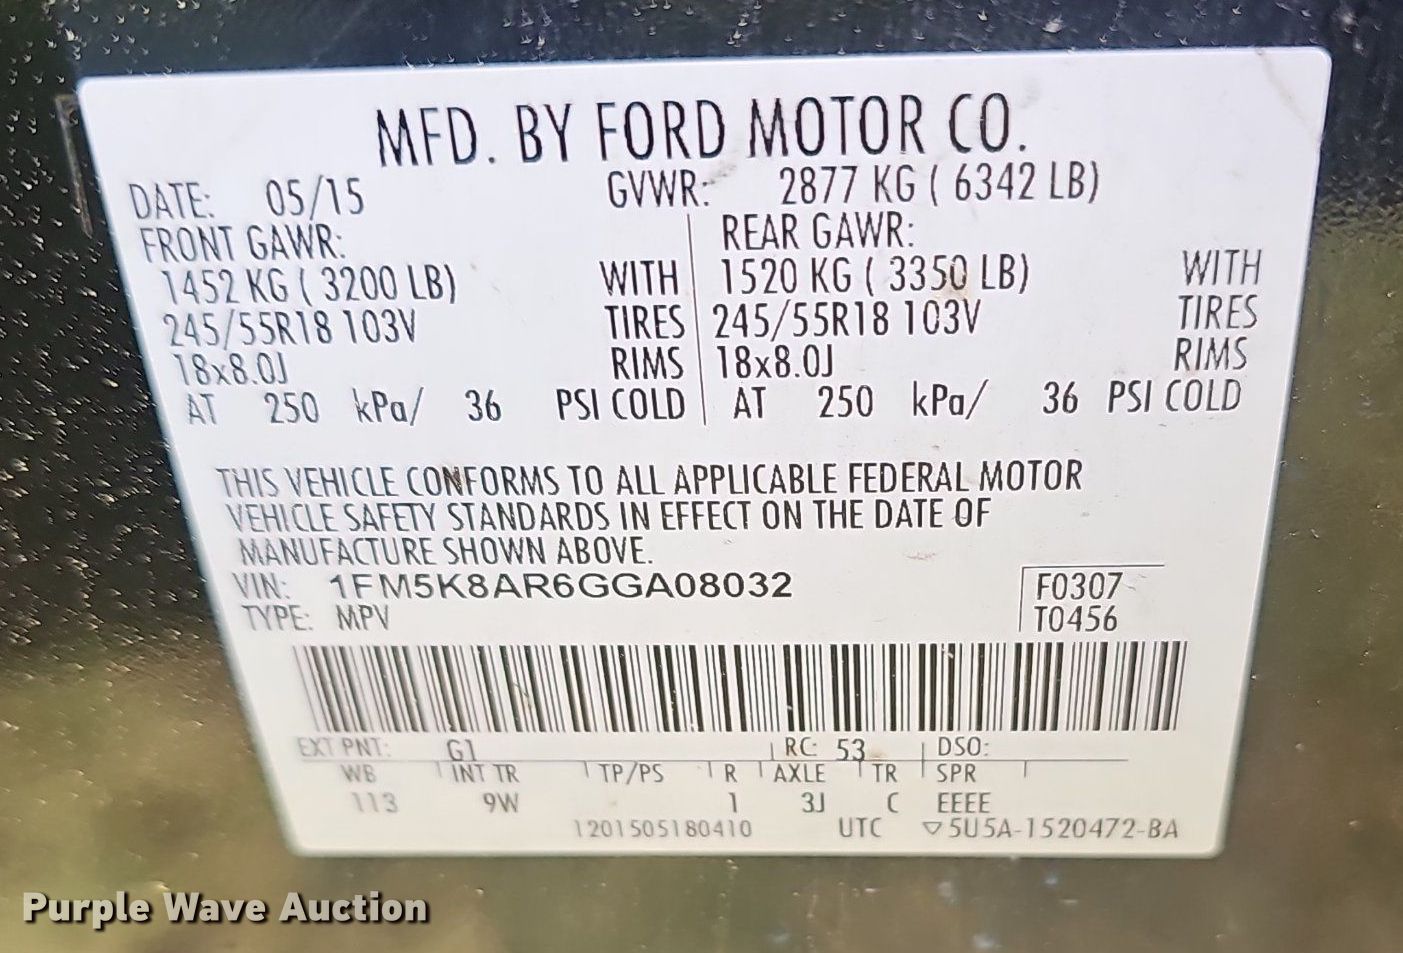 MFD. BY FORD MOTOR CO.
DATE: 05/15 GVWR: 2877 KG ( 6342 LB)
FRONT GAWR: REAR GAWR:
1452 KG ( 3200 LB) WITH 1520 KG ( 3350 LB) WITH
245/55R18 103V TIRES 245/55R18 103V TIRES
18x8.0J RIMS 18x8.0J RIMS
AT 250 kPa/ 36 PSI COLD AT 250 kPa/ 36 PSI COLD
THIS VEHICLE CONFORMS TO ALL APPLICABLE FEDERAL MOTOR
VEHICLE SAFETY STANDARDS IN EFFECT ON THE DATE OF
MANUFACTURE SHOWN ABOVE.
VIN: 1FM5K8AR6GGA08032 F0307
TYPE: MPV T0456
EXT PNT: G1 RC: 53 DSO:
WB INT TR TP/PS R AXLE TR SPR
113 9W 1 3J C EEEE
1201505180410 UTC ▽5U5A-1520472-BA
Purple Wave Auction